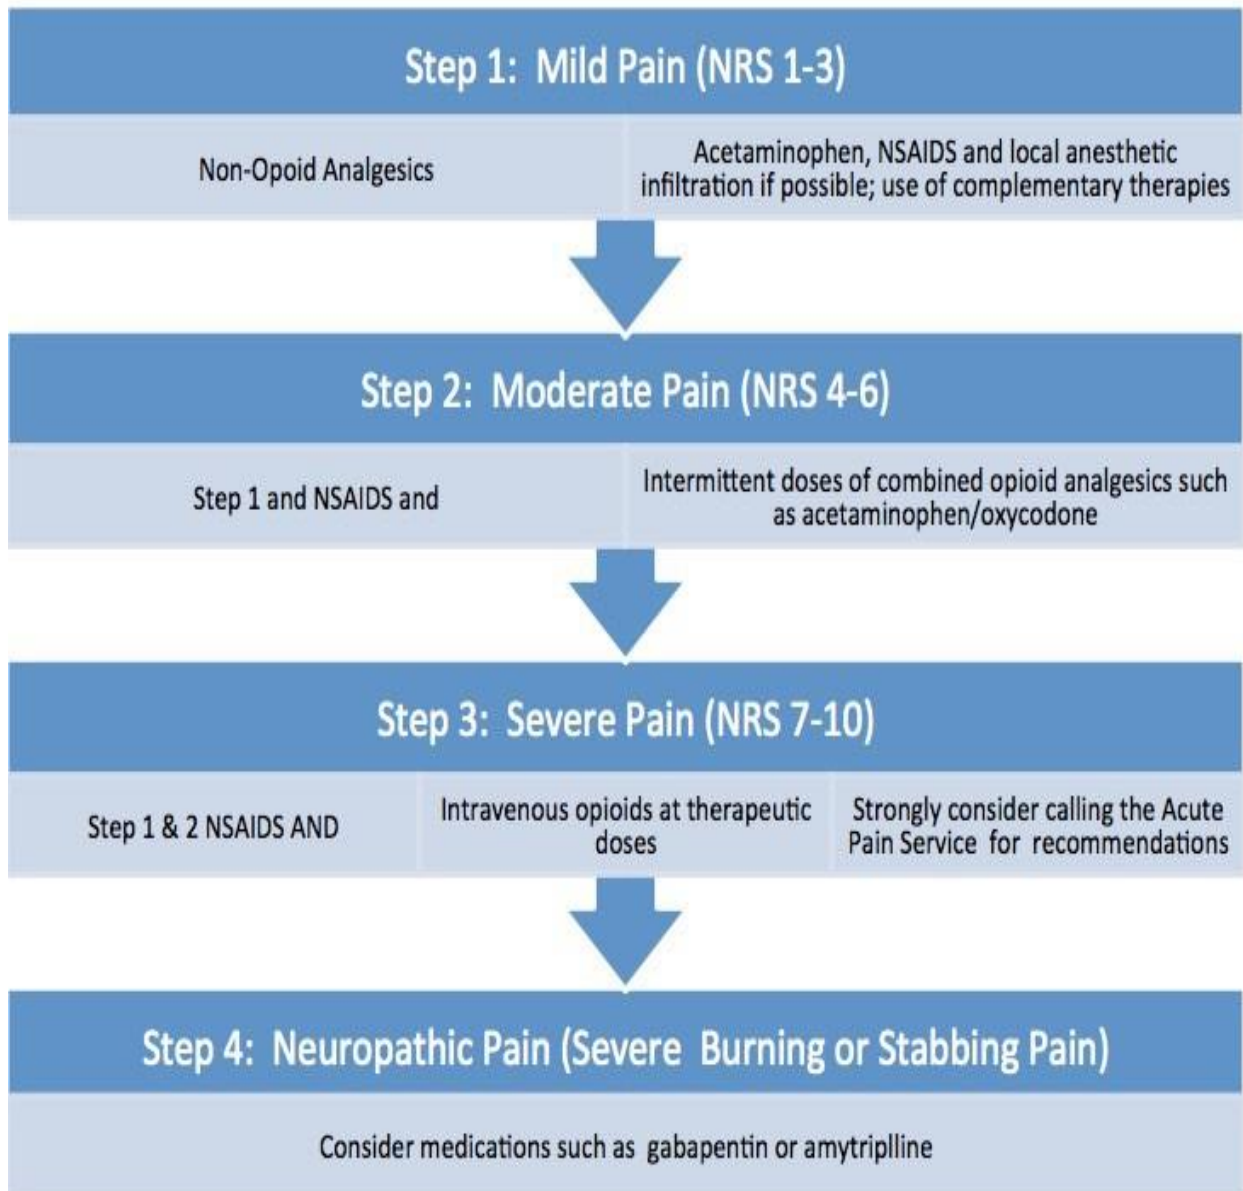 Step 1:  Mild Pain (NRS 1-3)
Non-Opoid Analgesics
Acetaminophen, NSAIDS and local anesthetic
infiltration if possible; use of complementary therapies
Step 2:  Moderate Pain (NRS 4-6)
Step 1 and NSAIDS and
Intermittent doses of combined opioid analgesics such
as acetaminophen/oxycodone
Step 3:  Severe Pain (NRS 7-10)
Step 1 & 2 NSAIDS AND
Intravenous opioids at therapeutic
doses
Strongly consider calling the Acute
Pain Service  for  recommendations
Step 4:  Neuropathic Pain (Severe  Burning or Stabbing Pain)
Consider medications such as  gabapentin or amytriplline